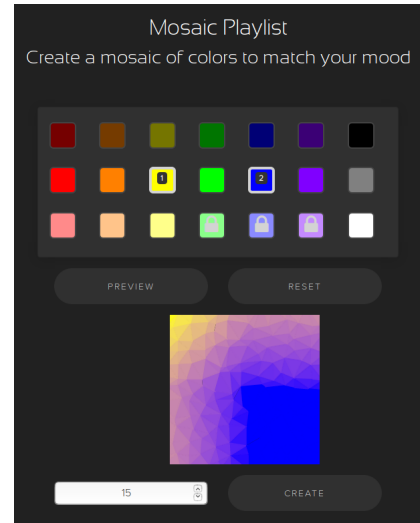 Mosaic Playlist
Create a mosaic of colors to match your mood
1
2
PREVIEW
RESET
15
CREATE